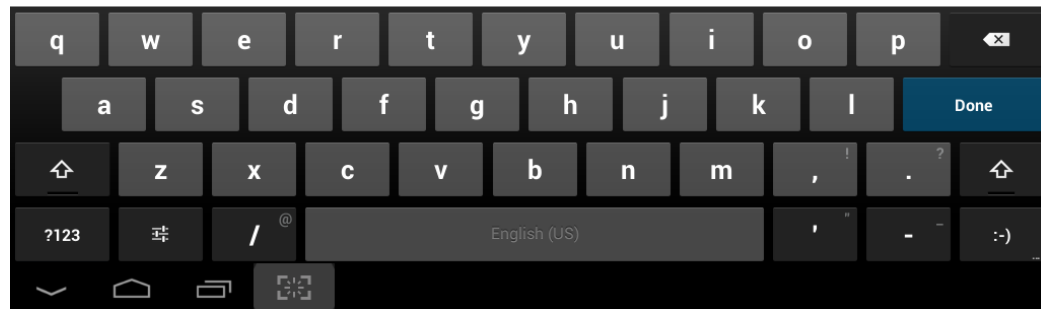 q w e r t y u i o p
a s d f g h j k l Done
z x c v b n m , ! . ?
?123 / @ English (US) ' " - _ :-) ...